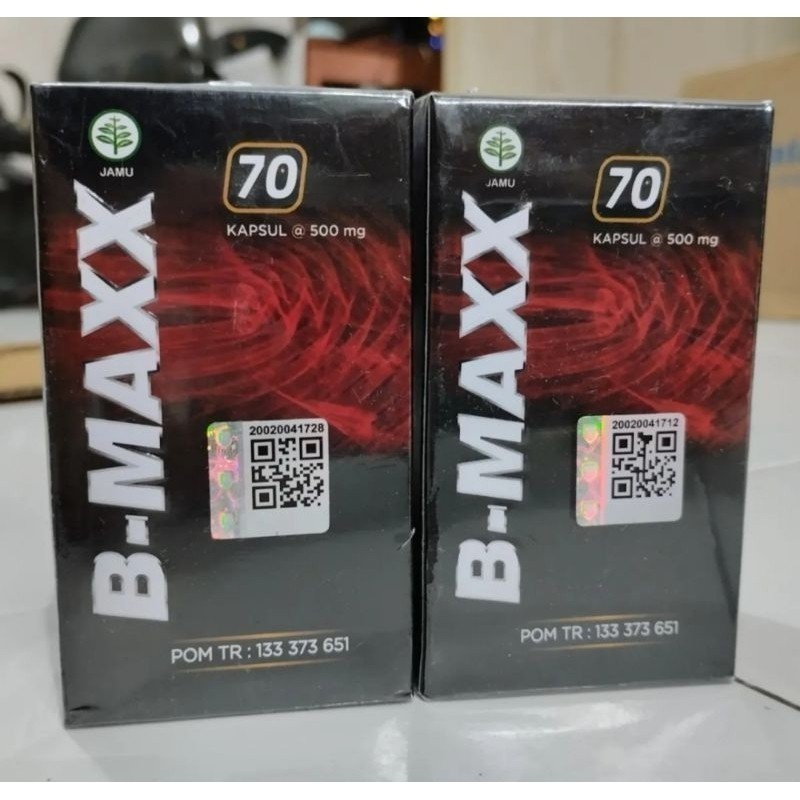 JAMU
70
KAPSUL @ 500 mg
B-MAXX
20020041728
POM TR : 133 373 651
JAMU
70
KAPSUL @ 500 mg
B-MAXX
20020041712
POM TR : 133 373 651